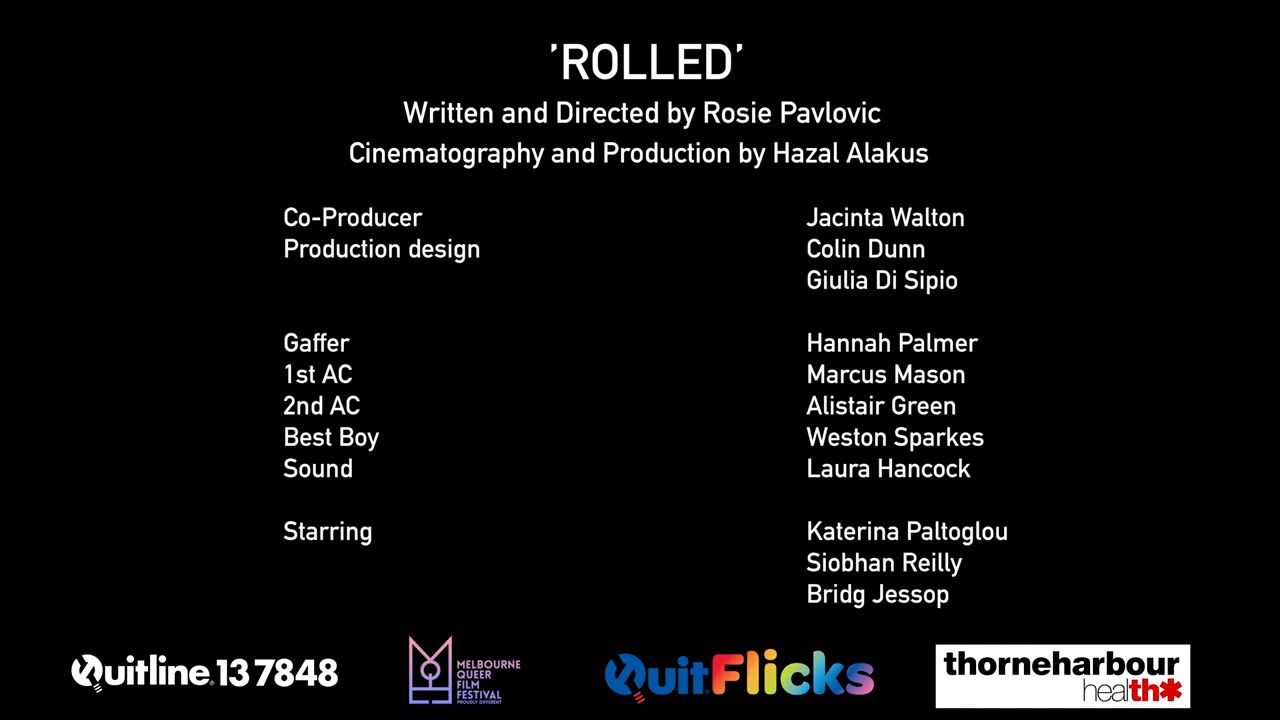 'ROLLED'
Written and Directed by Rosie Pavlovic
Cinematography and Production by Hazal Alakus
Co-Producer Jacinta Walton
Production design Colin Dunn
Giulia Di Sipio
Gaffer Hannah Palmer
1st AC Marcus Mason
2nd AC Alistair Green
Best Boy Weston Sparkes
Sound Laura Hancock
Starring Katerina Paltoglou
Siobhan Reilly
Bridg Jessop
Quitline. 13 7848
MELBOURNE
QUEER
FILM
FESTIVAL
PROUDLY DIFFERENT
QuitFlicks
thorneharbour
health*